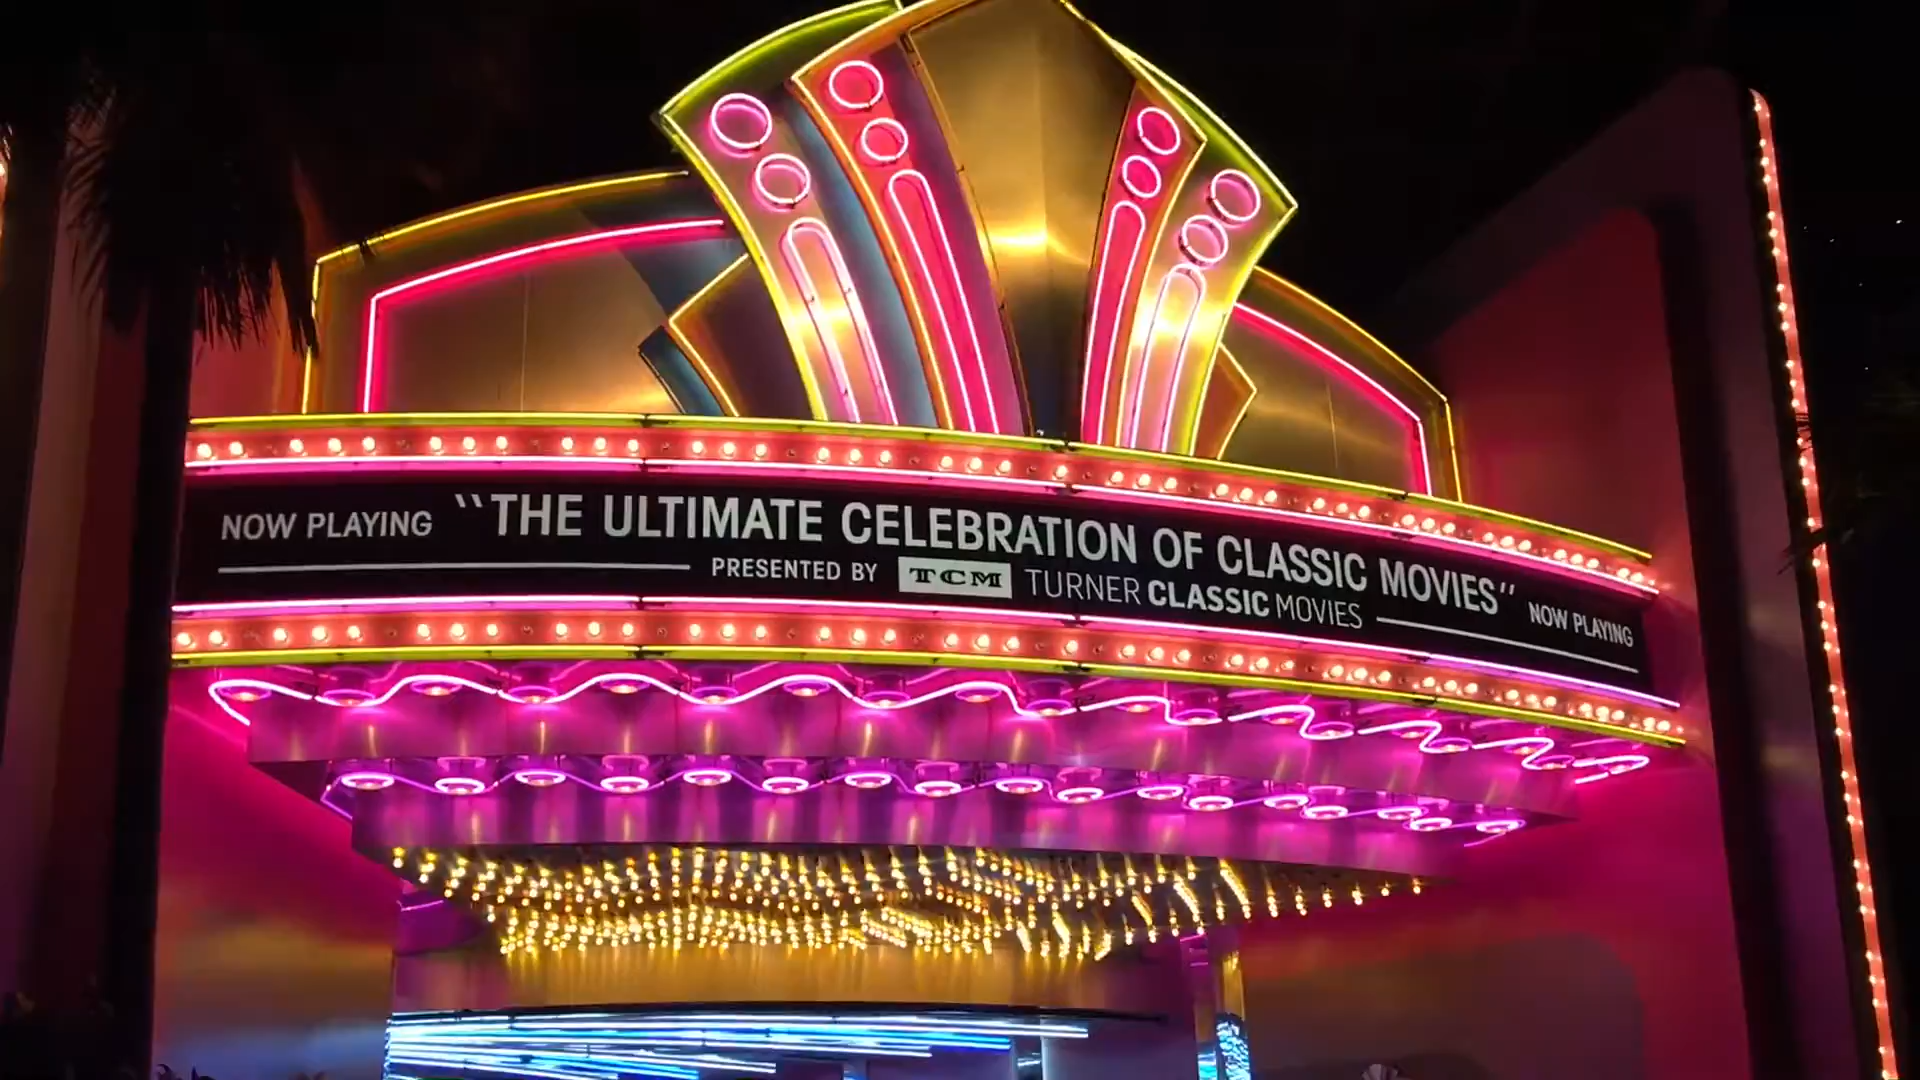 NOW PLAYING "THE ULTIMATE CELEBRATION OF CLASSIC MOVIES" NOW PLAYING
PRESENTED BY TCM TURNER CLASSIC MOVIES